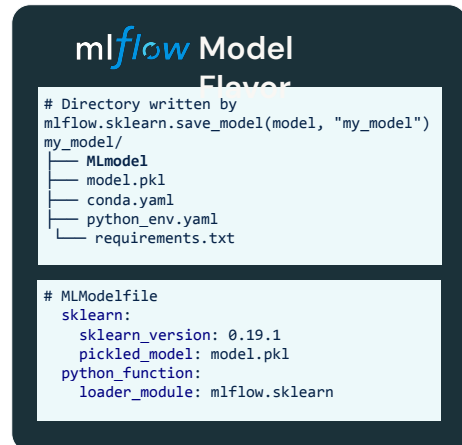 mlflow Model
Flavor
# Directory written by
mlflow.sklearn.save_model(model, "my_model")
my_model/
├── MLmodel
├── model.pkl
├── conda.yaml
├── python_env.yaml
└── requirements.txt
# MLModelfile
sklearn:
sklearn_version: 0.19.1
pickled_model: model.pkl
python_function:
loader_module: mlflow.sklearn